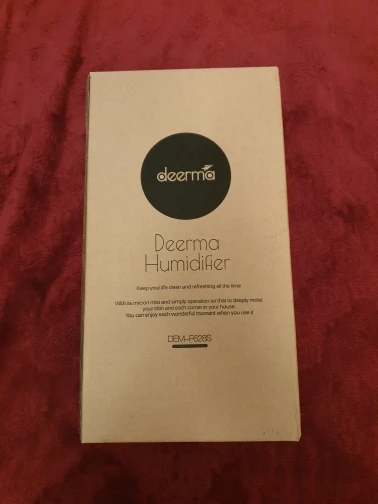 deerma
Deerma
Humidifier
Keep your life clean and refreshing all the time
With its micron mist and simply operation so that to deeply moist
your skin and each corner in your house.
You can enjoy each wonderful moment when you use it
DEM-F628S